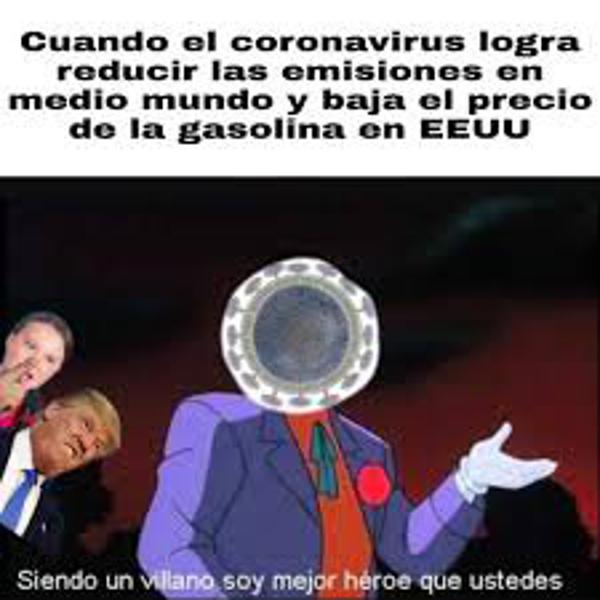 Cuando el coronavirus logra
reducir las emisiones en
medio mundo y baja el precio
de la gasolina en EEUU
Siendo un villano soy mejor héroe que ustedes